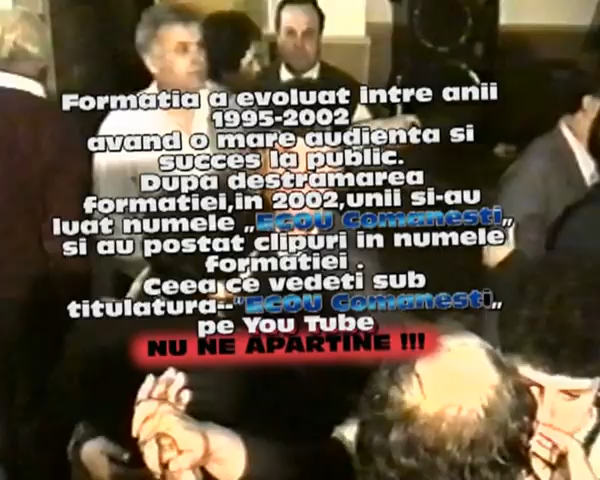 Formatia a evoluat intre anii
1995-2002
avand o mare audienta si
succes la public.
Dupa destramarea
formatiei,in 2002,unii si-au
luat numele „ECOU Comanesti„
si au postat clipuri in numele
formatiei .
Ceea ce vedeti sub
titulatura--"ECOU Comanesti„
pe You Tube
NU NE APARTINE !!!